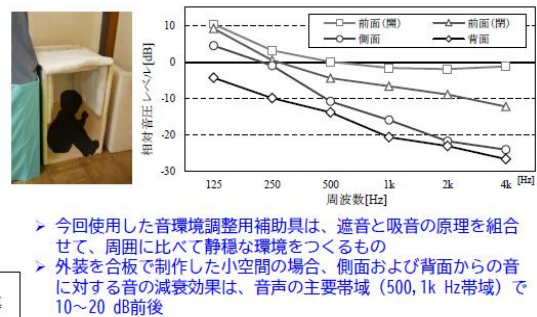 前面(開) 前面(閉)
側面 背面
相対音圧レベル[dB]
10
0
-10
-20
-30
125 250 500 1k 2k 4k [Hz]
周波数[Hz]
➢ 今回使用した音環境調整用補助具は、遮音と吸音の原理を組合
せて、周囲に比べて静穏な環境をつくるもの
➢ 外装を合板で制作した小空間の場合、側面および背面からの音
に対する音の減衰効果は、音声の主要帯域（500,1k Hz帯域）で
10～20 dB前後